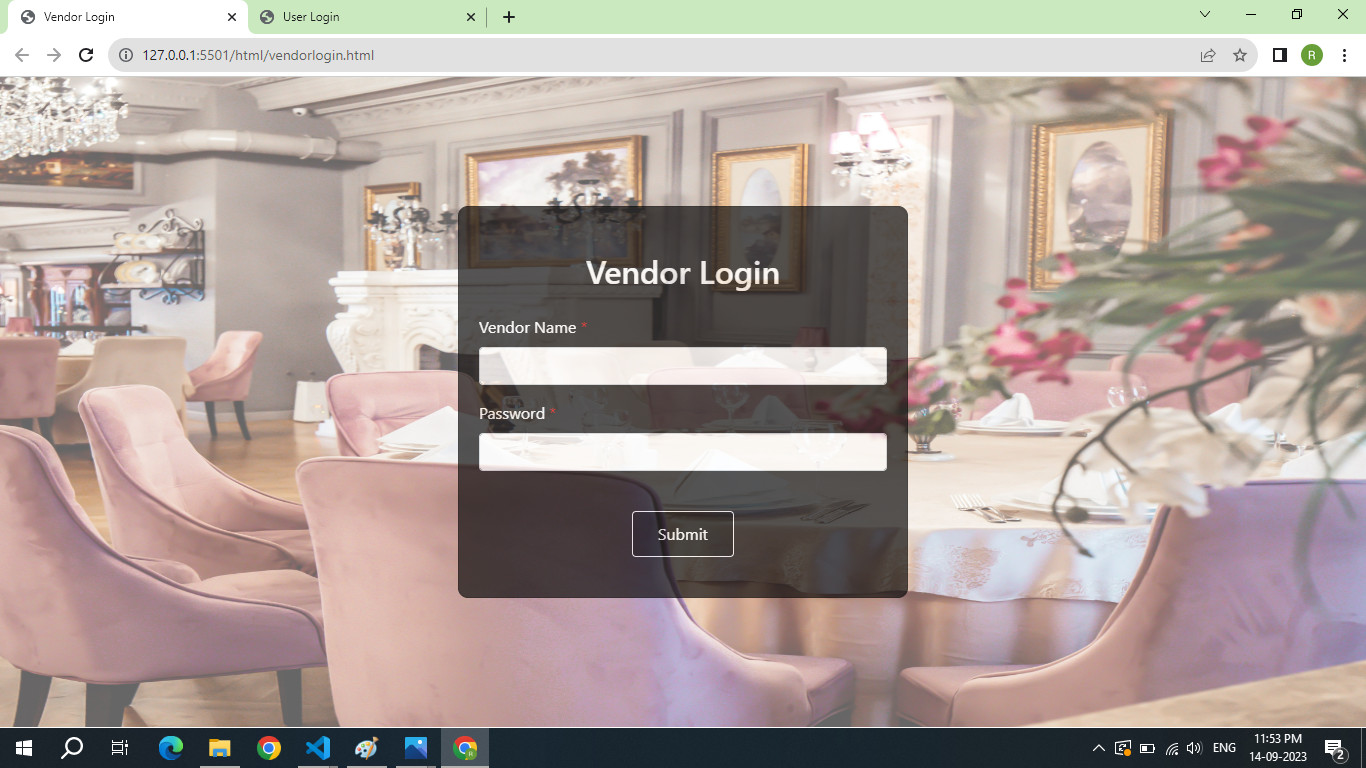 Vendor Login
User Login
127.0.0.1:5501/html/vendorlogin.html
R
Vendor Login
Vendor Name *
Password *
Submit
ENG
11:53 PM
14-09-2023
2